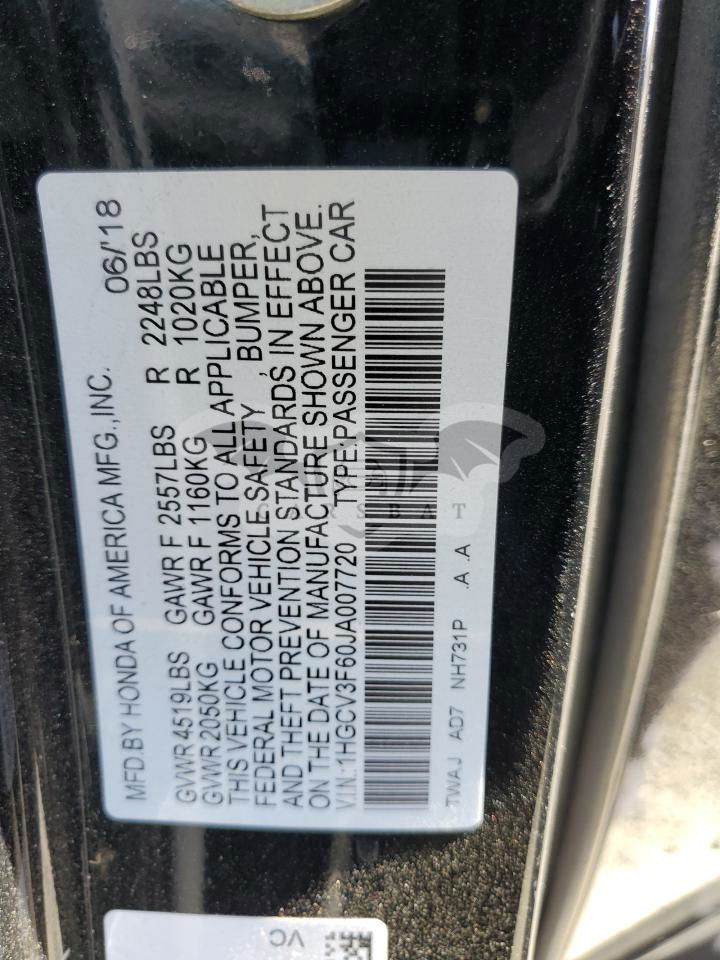 MFD.BY HONDA OF AMERICA MFG.,INC. 06/'18
GVWR 4519LBS GAWR F 2557LBS R 2248LBS
GVWR 2050KG GAWR F 1160KG R 1020KG
THIS VEHICLE CONFORMS TO ALL APPLICABLE
FEDERAL MOTOR VEHICLE SAFETY , BUMPER,
AND THEFT PREVENTION STANDARDS, IN EFFECT
ON THE DATE OF MANUFACTURE SHOWN ABOVE.
V.I.N.:1HGCV3F60JA007720 TYPE:PASSENGER CAR
TWAJ AD7 NH731P .A .A
VC